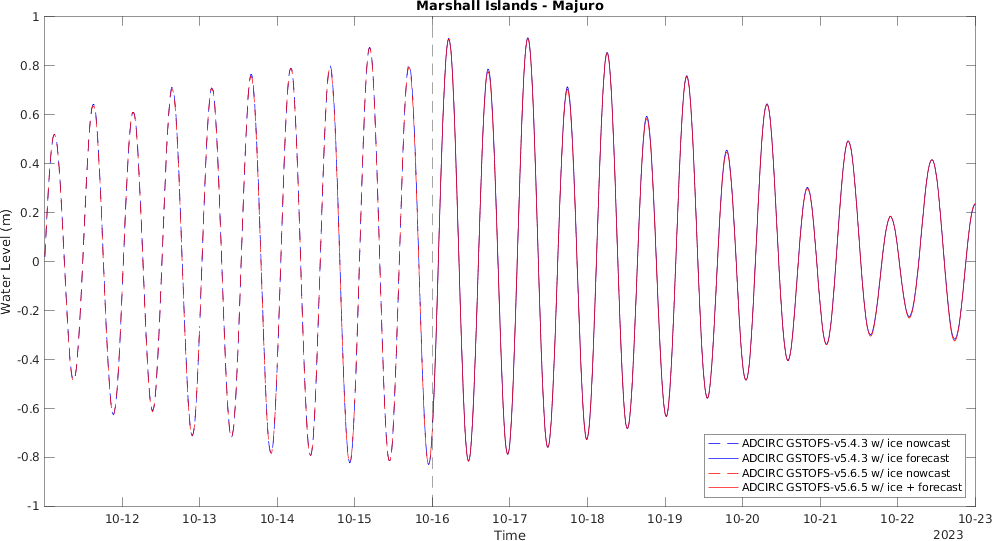 Marshall Islands - Majuro
Water Level (m)
1
0.8
0.6
0.4
0.2
0
-0.2
-0.4
-0.6
-0.8
-1
ADCIRC GSTOFS-v5.4.3 w/ ice nowcast
ADCIRC GSTOFS-v5.4.3 w/ ice forecast
ADCIRC GSTOFS-v5.6.5 w/ ice nowcast
ADCIRC GSTOFS-v5.6.5 w/ ice + forecast
10-12 10-13 10-14 10-15 10-16 10-17 10-18 10-19 10-20 10-21 10-22 10-23
Time
2023